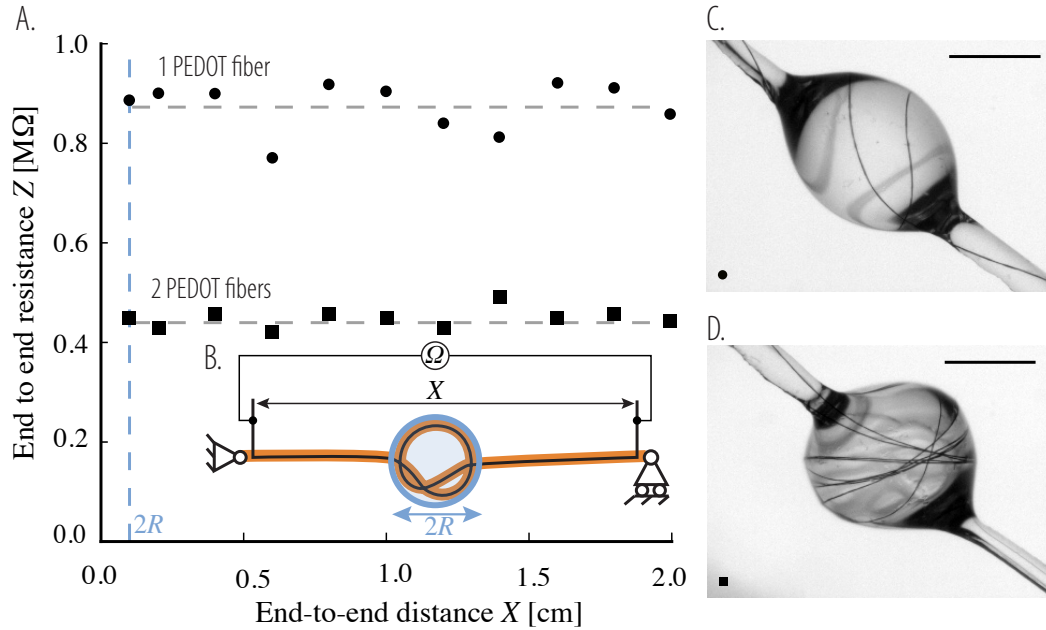 A.
End to end resistance Z [MΩ]
1.0
0.8
0.6
0.4
0.2
0.0
1 PEDOT fiber
2 PEDOT fibers
B.
Ω
X
2R
2R
0.0
0.5
1.0
1.5
2.0
End-to-end distance X [cm]
C.
D.